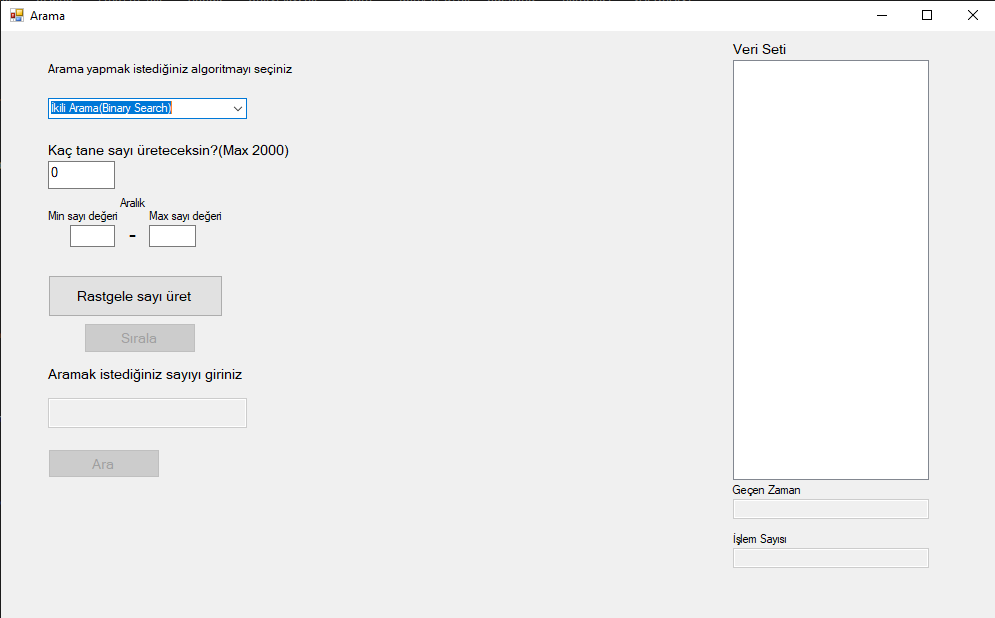 Arama
Arama yapmak istediğiniz algoritmayı seçiniz
İkili Arama(Binary Search)
Kaç tane sayı üreteceksin?(Max 2000)
0
Aralık
Min sayı değeri
Max sayı değeri
-
Rastgele sayı üret
Sırala
Aramak istediğiniz sayıyı giriniz
Ara
Veri Seti
Geçen Zaman
İşlem Sayısı